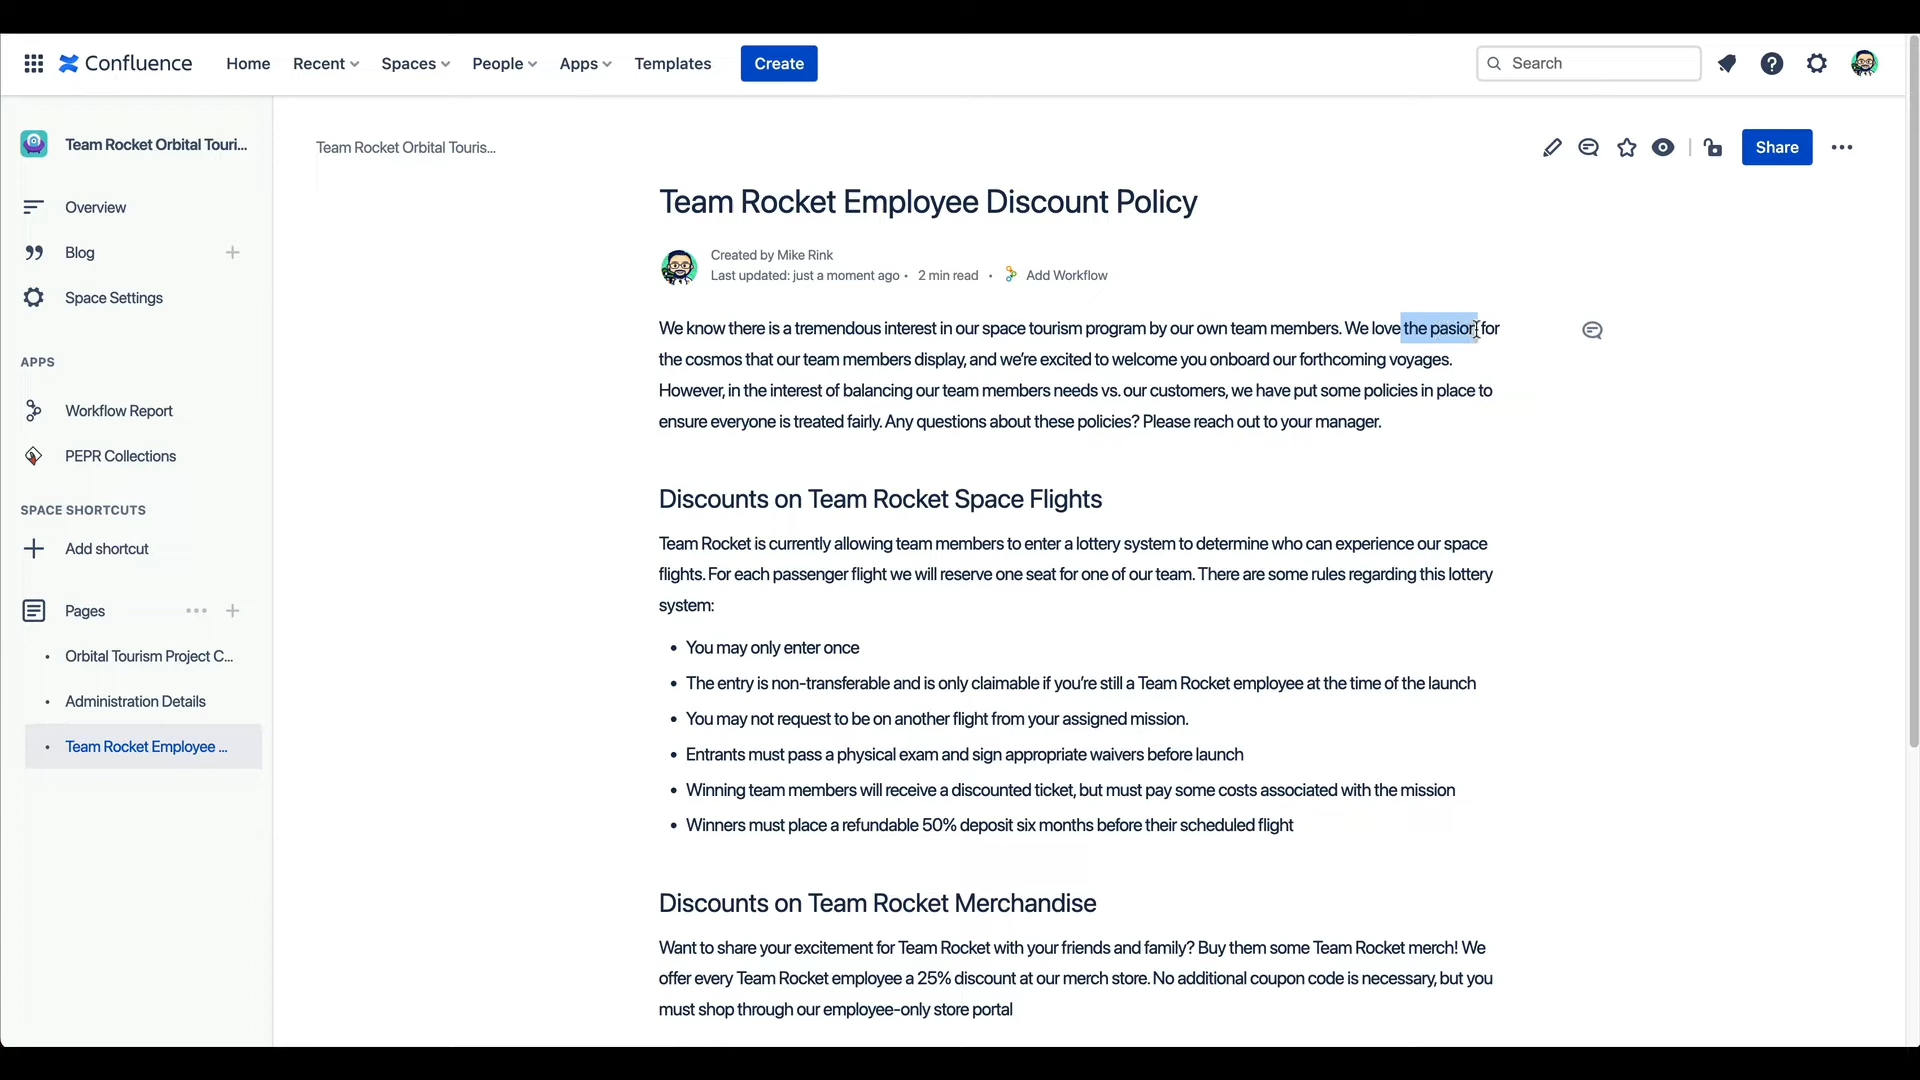 Confluence
Home
Recent
Spaces
People
Apps
Templates
Create
Search
Team Rocket Orbital Touri...
Overview
Blog
Space Settings
APPS
Workflow Report
PEPR Collections
SPACE SHORTCUTS
Add shortcut
Pages
Orbital Tourism Project C...
Administration Details
Team Rocket Employee ...
Team Rocket Orbital Touris...
Share
Team Rocket Employee Discount Policy
Created by Mike Rink
Last updated: just a moment ago • 2 min read • Add Workflow
We know there is a tremendous interest in our space tourism program by our own team members. We love the pasion for
the cosmos that our team members display, and we're excited to welcome you onboard our forthcoming voyages.
However, in the interest of balancing our team members needs vs. our customers, we have put some policies in place to
ensure everyone is treated fairly. Any questions about these policies? Please reach out to your manager.
Discounts on Team Rocket Space Flights
Team Rocket is currently allowing team members to enter a lottery system to determine who can experience our space
flights. For each passenger flight we will reserve one seat for one of our team. There are some rules regarding this lottery
system:
• You may only enter once
• The entry is non-transferable and is only claimable if you're still a Team Rocket employee at the time of the launch
• You may not request to be on another flight from your assigned mission.
• Entrants must pass a physical exam and sign appropriate waivers before launch
• Winning team members will receive a discounted ticket, but must pay some costs associated with the mission
• Winners must place a refundable 50% deposit six months before their scheduled flight
Discounts on Team Rocket Merchandise
Want to share your excitement for Team Rocket with your friends and family? Buy them some Team Rocket merch! We
offer every Team Rocket employee a 25% discount at our merch store. No additional coupon code is necessary, but you
must shop through our employee-only store portal